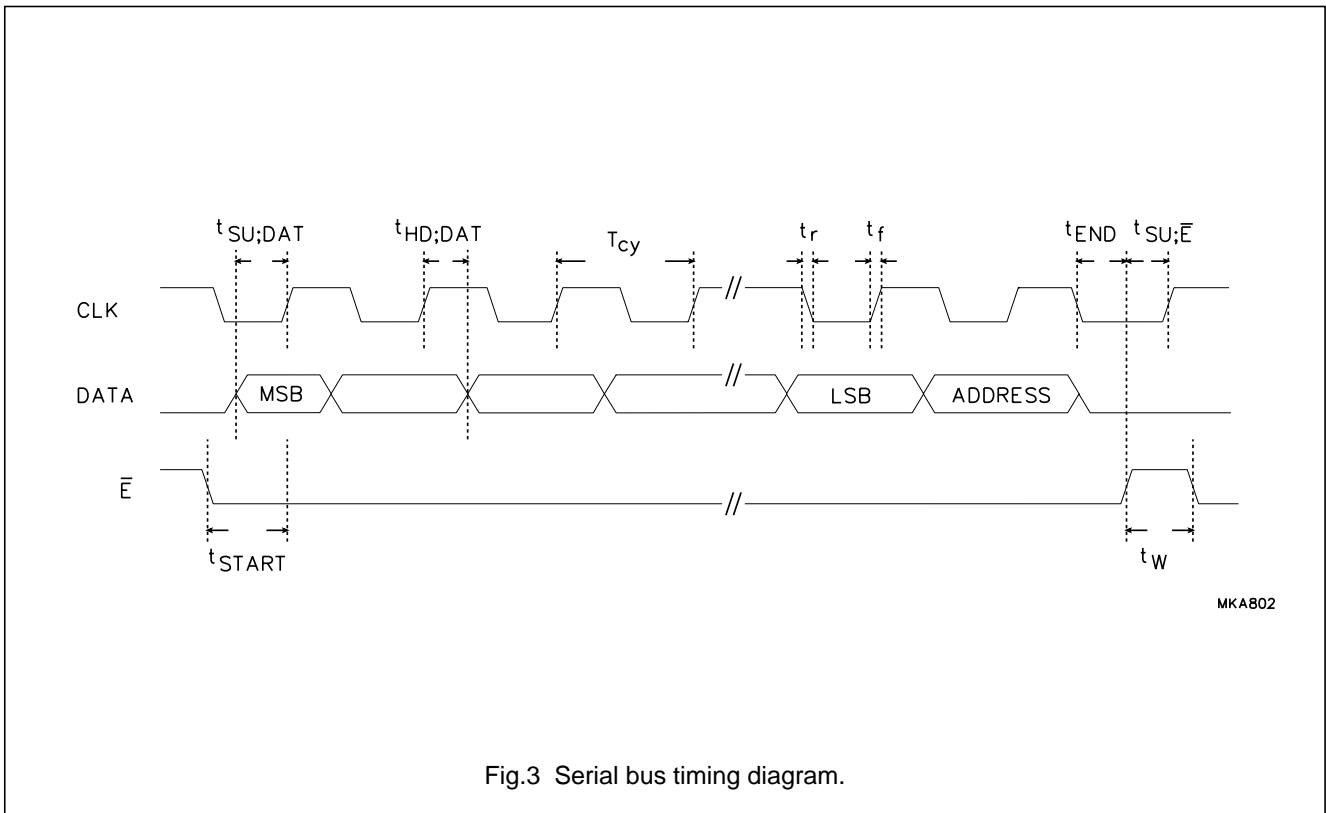 tSU;DAT tHD;DAT Tcy tr tf tEND tSU;E̅
CLK
DATA MSB LSB ADDRESS
E̅
tSTART tW
MKA802
Fig.3 Serial bus timing diagram.